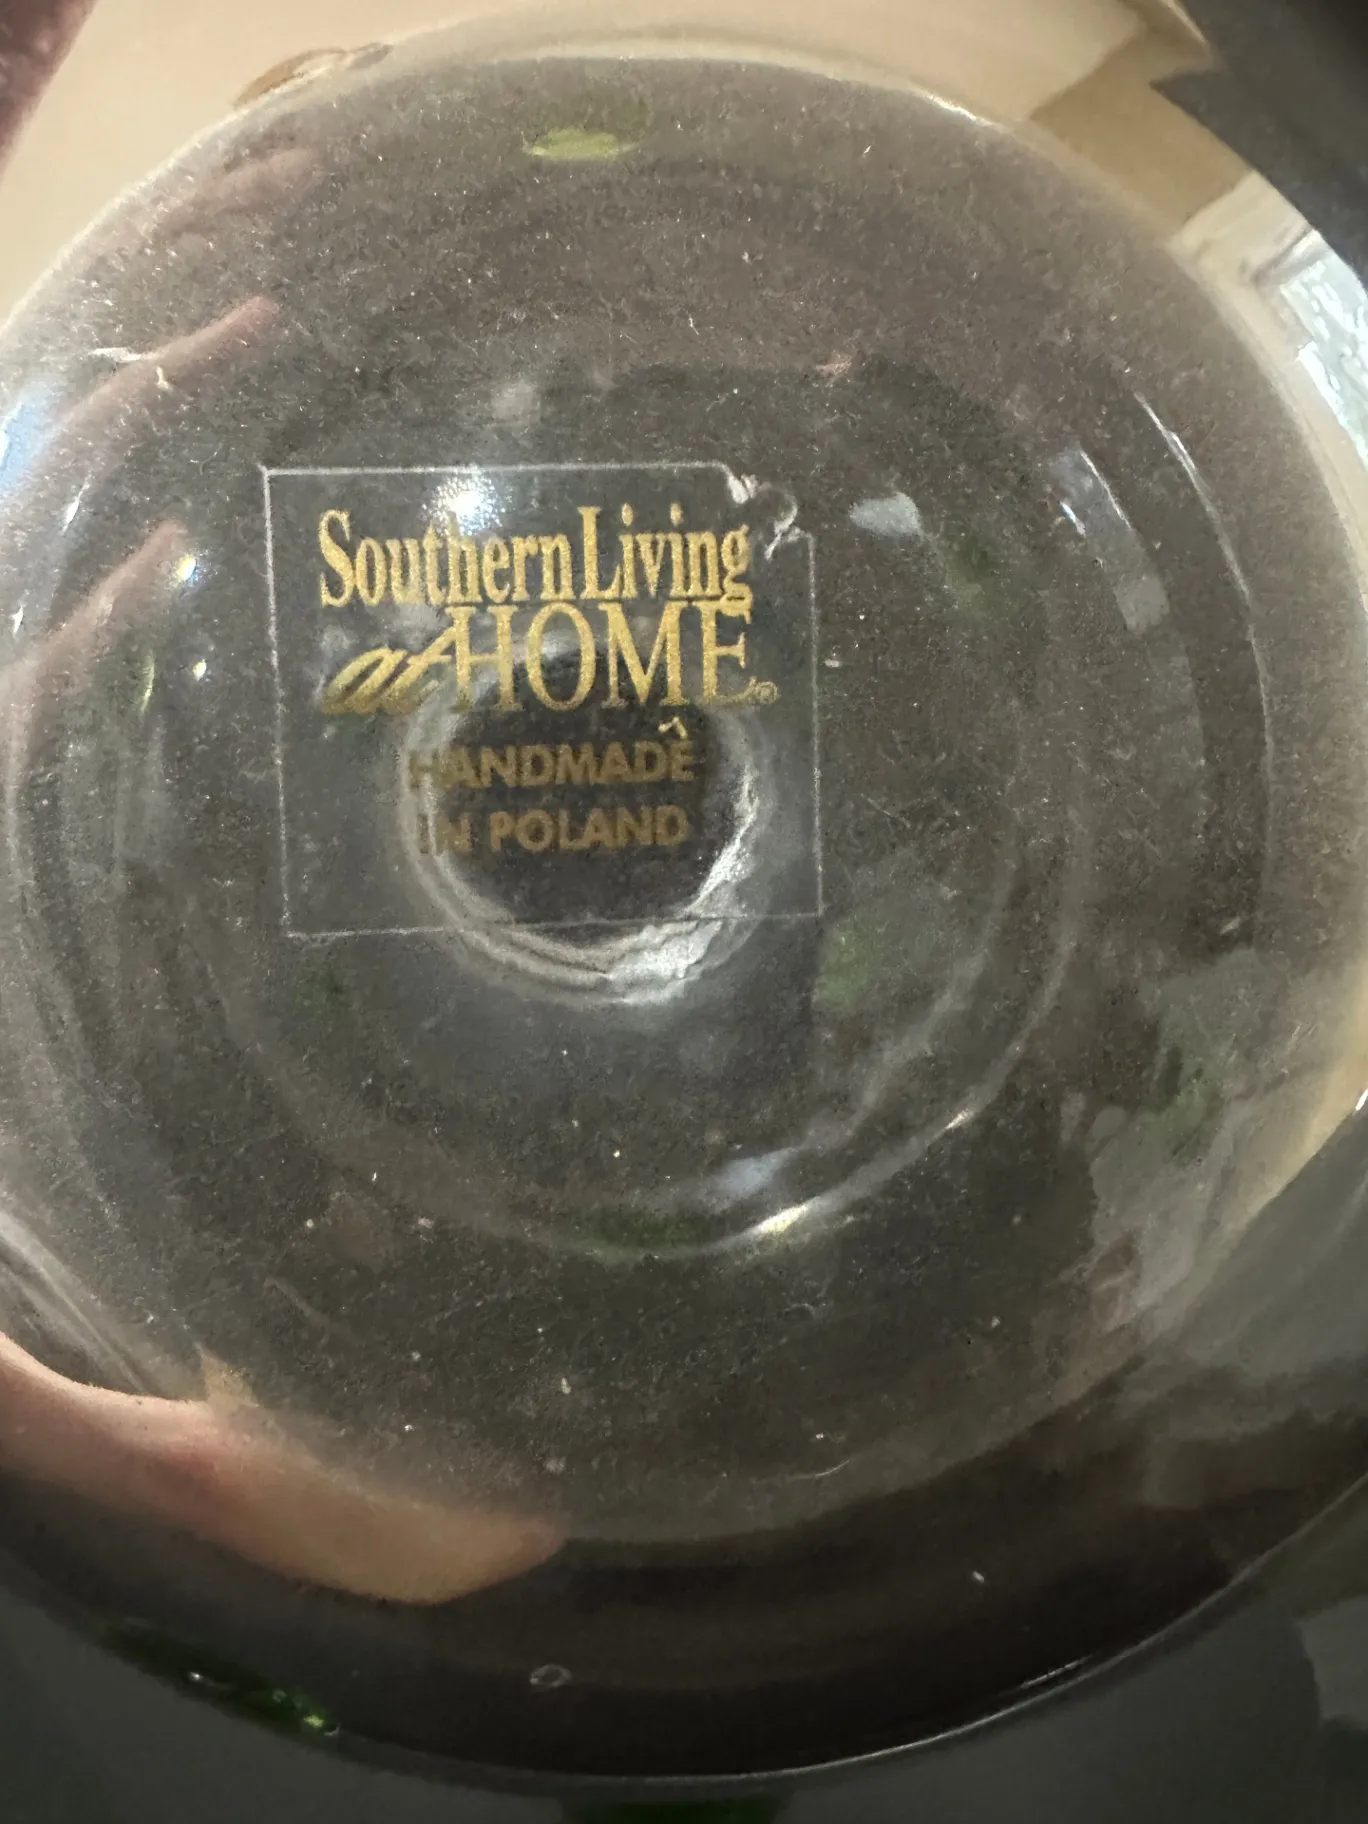 Southern Living
at HOME®
HANDMADE
IN POLAND